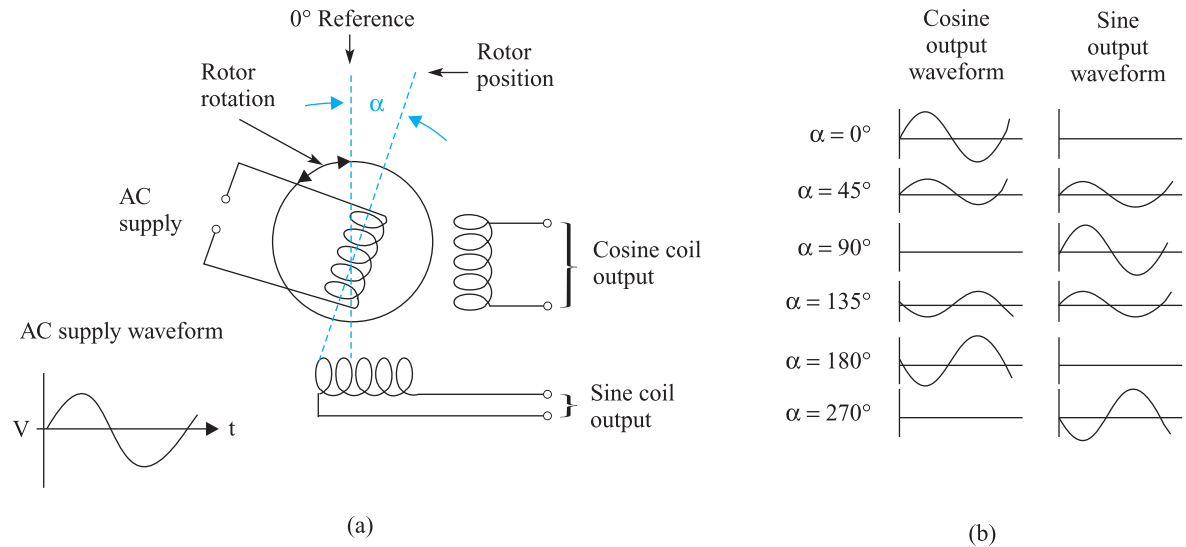 0° Reference
Rotor
position
Rotor
rotation
α
AC
supply
Cosine coil
output
AC supply waveform
V
t
Sine coil
output
(a)
Cosine
output
waveform
Sine
output
waveform
α = 0°
α = 45°
α = 90°
α = 135°
α = 180°
α = 270°
(b)